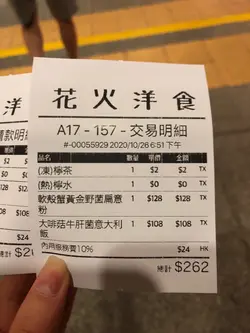 花火洋食
A17 - 157 - 交易明細
#-00055929 2020/10/26 6:51 下午
品名 數量 單價 金額
(凍)檸茶 1 $2 $2 TX
(熱)檸水 1 $0 $0 TX
軟殼蟹黃金野菌扁意粉 1 $128 $128 TX
大啡菇牛肝菌意大利飯 1 $108 $108 TX
內用服務費10% $24 HK
總計 $262
款明細